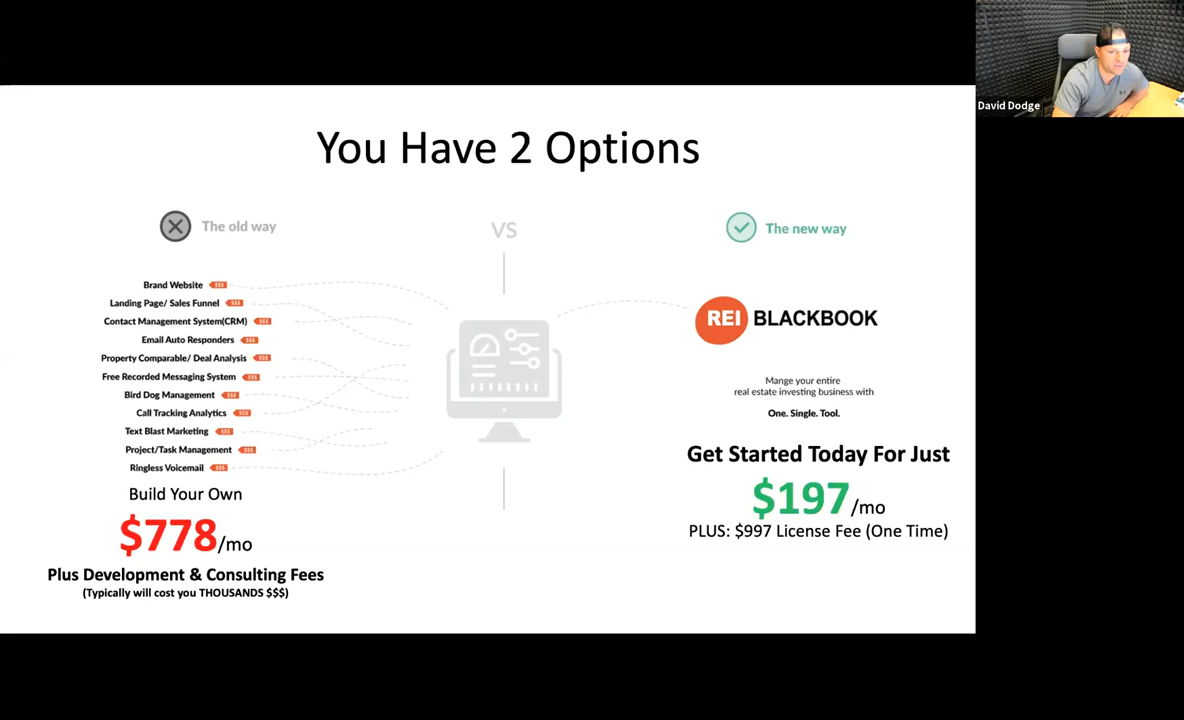 David Dodge
You Have 2 Options
The old way
VS
The new way
Brand Website $$$
Landing Page/ Sales Funnel $$$
Contact Management System(CRM) $$$
Email Auto Responders $$$
Property Comparable/ Deal Analysis $$$
Free Recorded Messaging System $$$
Bird Dog Management $$$
Call Tracking Analytics $$$
Text Blast Marketing $$$
Project/Task Management $$$
Ringless Voicemail $$$
Build Your Own
$778/mo
Plus Development & Consulting Fees
(Typically will cost you THOUSANDS $$$)
REI BLACKBOOK
Mange your entire
real estate investing business with
One. Single. Tool.
Get Started Today For Just
$197/mo
PLUS: $997 License Fee (One Time)